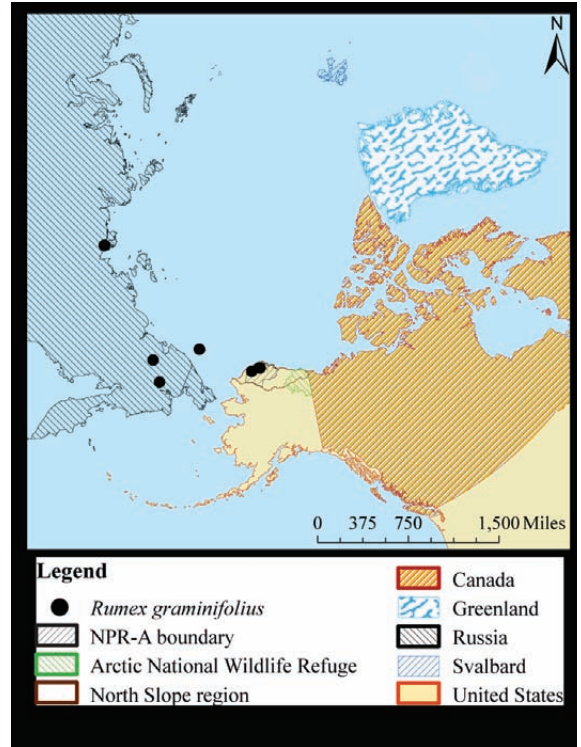 N
0 375 750 1,500 Miles
Legend
Rumex graminifolius
NPR-A boundary
Arctic National Wildlife Refuge
North Slope region
Canada
Greenland
Russia
Svalbard
United States